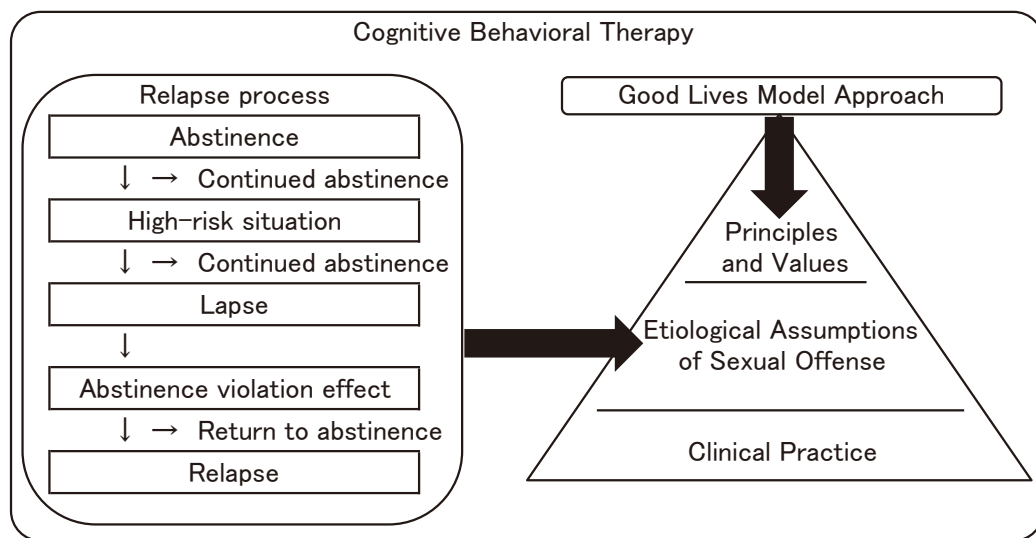 Cognitive Behavioral Therapy
Relapse process
Abstinence
↓ → Continued abstinence
High-risk situation
↓ → Continued abstinence
Lapse
↓
Abstinence violation effect
↓ → Return to abstinence
Relapse
Good Lives Model Approach
Principles
and Values
Etiological Assumptions
of Sexual Offense
Clinical Practice